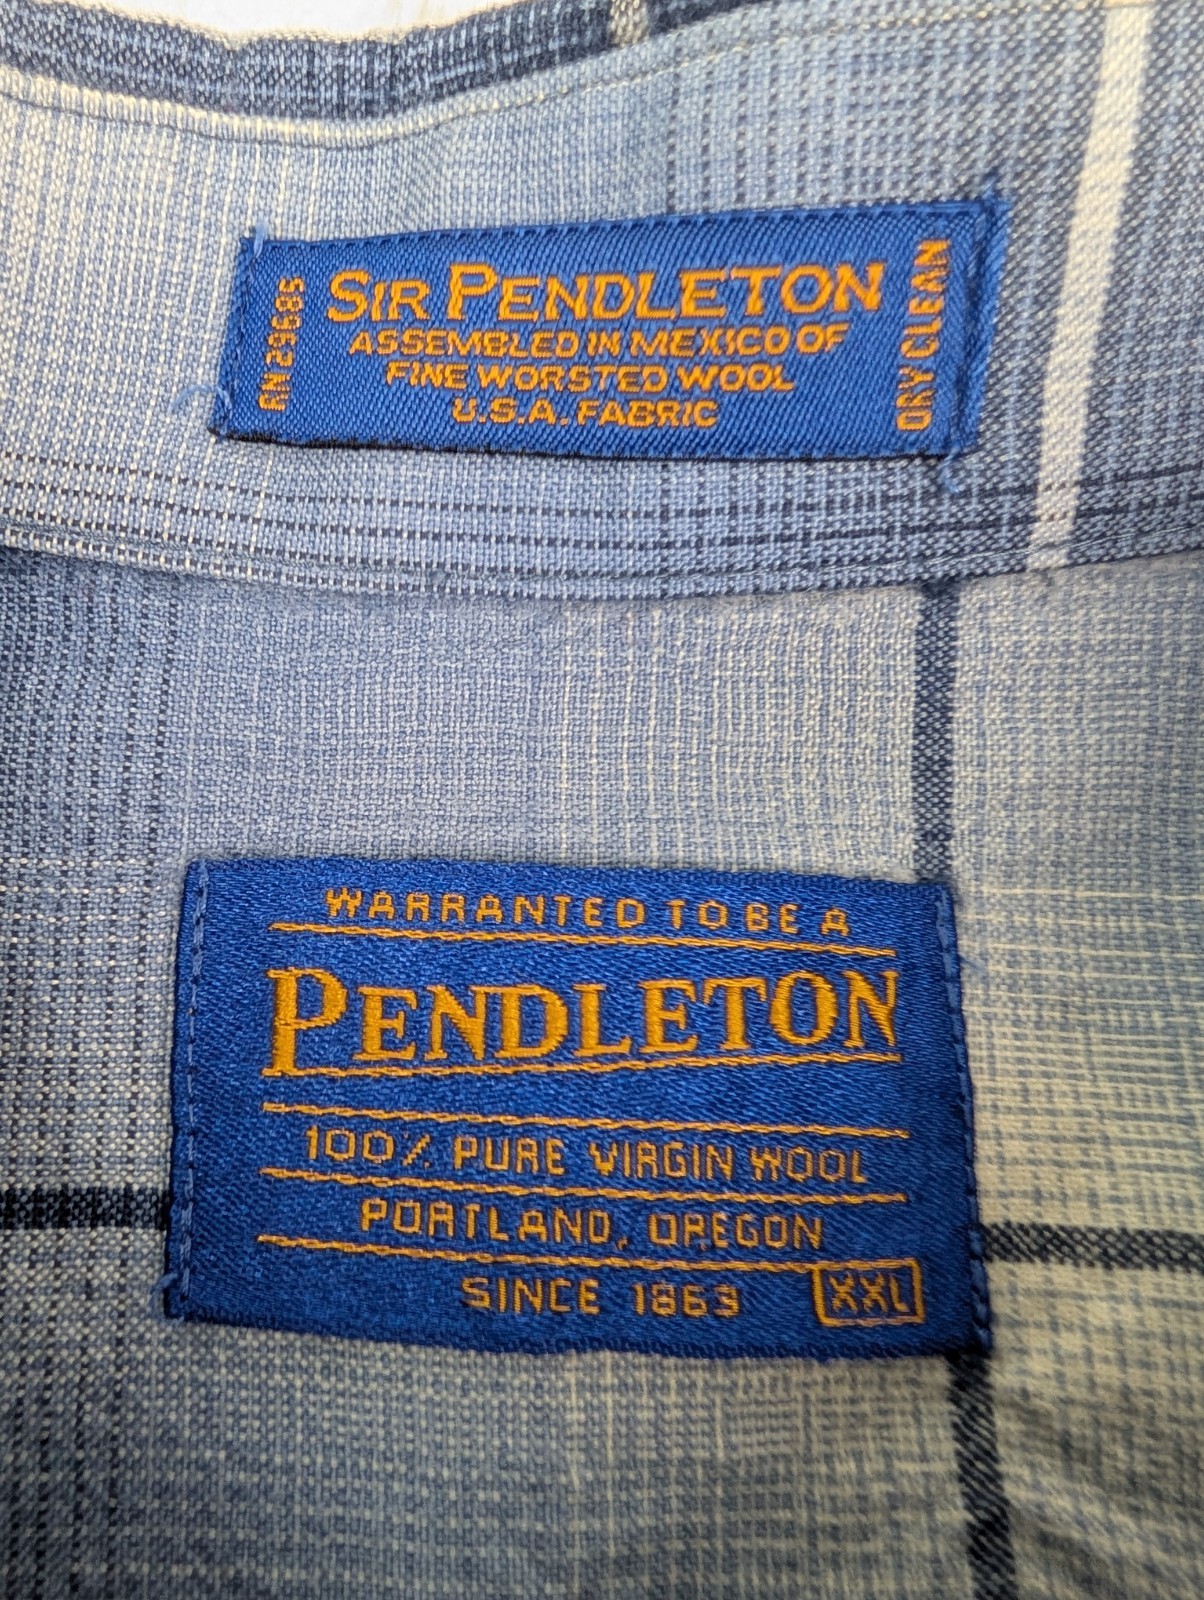 RN 29685
SIR PENDLETON
ASSEMBLED IN MEXICO OF
FINE WORSTED WOOL
U.S.A. FABRIC
DRY CLEAN
WARRANTED TO BE A
PENDLETON
100% PURE VIRGIN WOOL
PORTLAND, OREGON
SINCE 1863 XXL